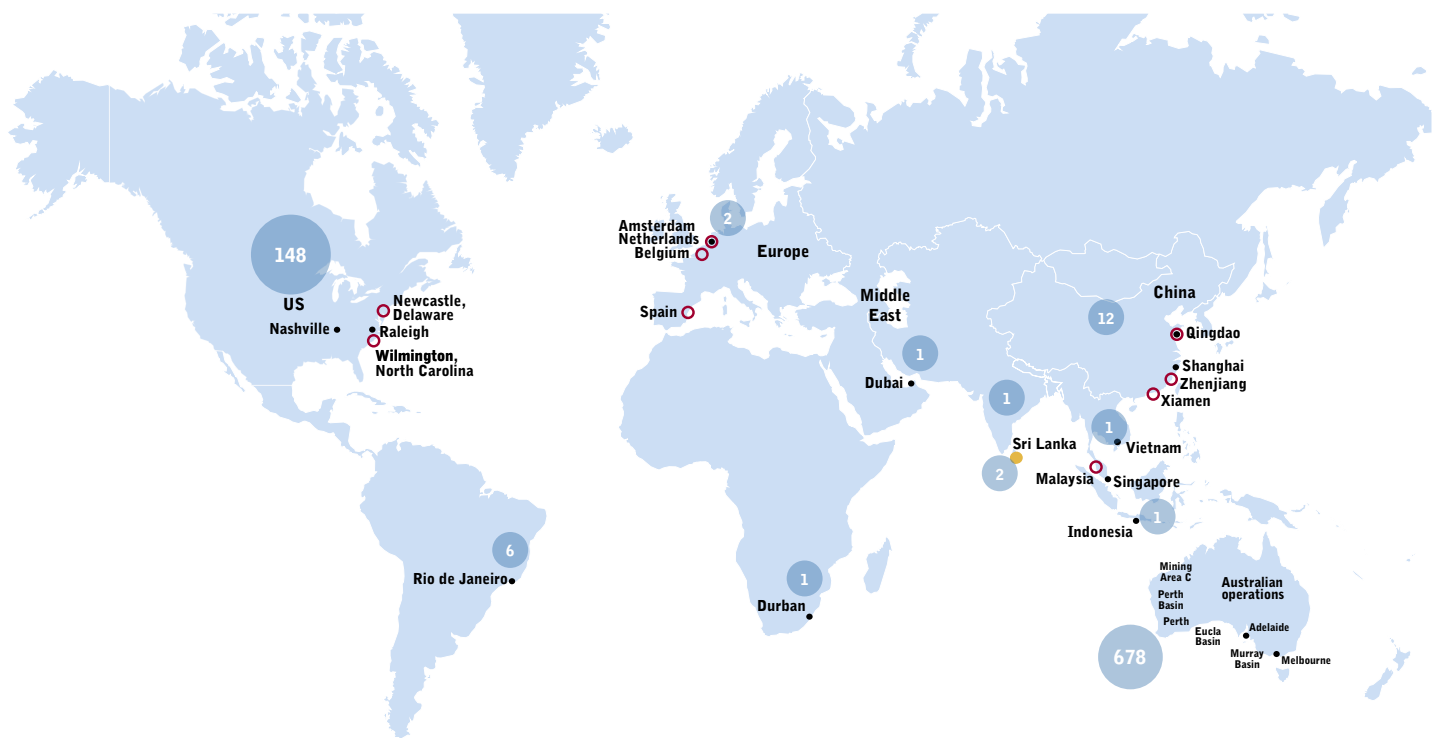 148
US
Nashville
Newcastle,
Delaware
Raleigh
Wilmington,
North Carolina
6
Rio de Janeiro
2
Amsterdam
Netherlands
Belgium
Europe
Spain
Middle
East
1
Dubai
1
Durban
China
12
Qingdao
Shanghai
Zhenjiang
Xiamen
1
1
Vietnam
Sri Lanka
2
Malaysia
Singapore
1
Indonesia
Mining
Area C
Australian
operations
Perth
Basin
Perth
Eucla
Basin
Adelaide
Murray
Basin
Melbourne
678